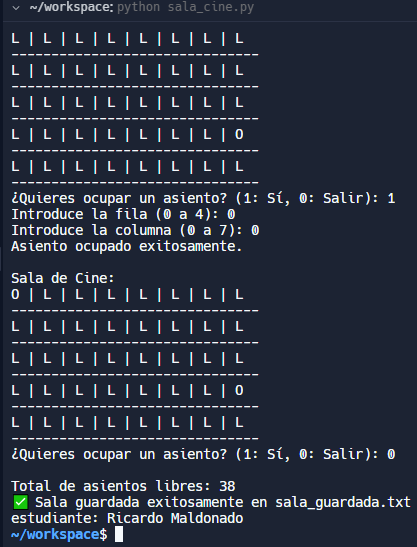 ~/workspace: python sala_cine.py
L | L | L | L | L | L | L | L
-------------------------------
L | L | L | L | L | L | L | L
-------------------------------
L | L | L | L | L | L | L | L
-------------------------------
L | L | L | L | L | L | L | O
-------------------------------
L | L | L | L | L | L | L | L
-------------------------------
¿Quieres ocupar un asiento? (1: Sí, 0: Salir): 1
Introduce la fila (0 a 4): 0
Introduce la columna (0 a 7): 0
Asiento ocupado exitosamente.
Sala de Cine:
O | L | L | L | L | L | L | L
-------------------------------
L | L | L | L | L | L | L | L
-------------------------------
L | L | L | L | L | L | L | L
-------------------------------
L | L | L | L | L | L | L | O
-------------------------------
L | L | L | L | L | L | L | L
-------------------------------
¿Quieres ocupar un asiento? (1: Sí, 0: Salir): 0
Total de asientos libres: 38
✅ Sala guardada exitosamente en sala_guardada.txt
estudiante: Ricardo Maldonado
~/workspace$